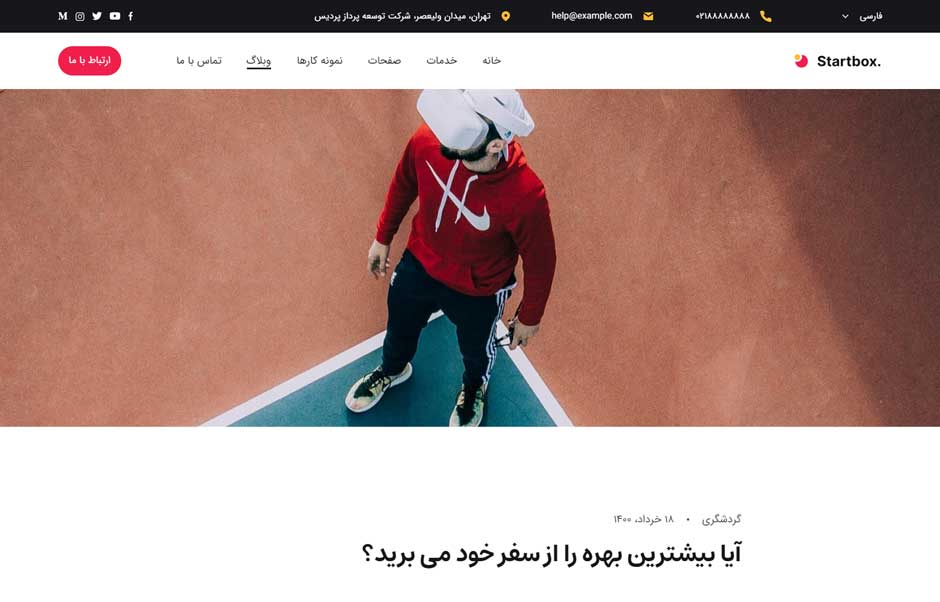 فارسی
۰۲۱۸۸۸۸۸۸۸۸
help@example.com
تهران، میدان ولیعصر، شرکت توسعه پرداز پردیس
Startbox.
خانه
خدمات
صفحات
نمونه کارها
وبلاگ
تماس با ما
ارتباط با ما
گردشگری • ۱۸ خرداد، ۱۴۰۰
آیا بیشترین بهره را از سفر خود می برید؟